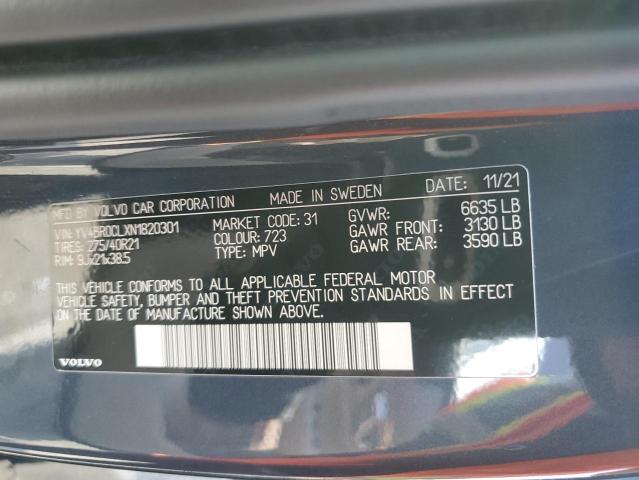 MFD BY VOLVO CAR CORPORATION MADE IN SWEDEN DATE: 11/21
VIN: YV4BR0CLXN1820301 MARKET CODE: 31 GVWR: 6635 LB
TIRES: 275/40R21 COLOUR: 723 GAWR FRONT: 3130 LB
RIM: 9Jx21x38.5 TYPE: MPV GAWR REAR: 3590 LB
THIS VEHICLE CONFORMS TO ALL APPLICABLE FEDERAL MOTOR
VEHICLE SAFETY, BUMPER AND THEFT PREVENTION STANDARDS IN EFFECT
ON THE DATE OF MANUFACTURE SHOWN ABOVE.
VOLVO